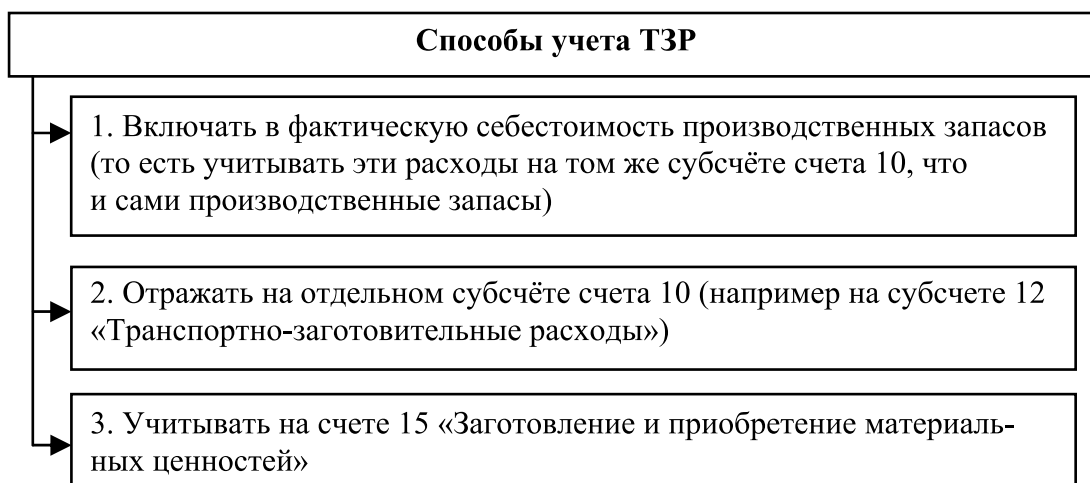 Способы учета ТЗР
1. Включать в фактическую себестоимость производственных запасов
(то есть учитывать эти расходы на том же субсчёте счета 10, что
и сами производственные запасы)
2. Отражать на отдельном субсчёте счета 10 (например на субсчете 12
«Транспортно-заготовительные расходы»)
3. Учитывать на счете 15 «Заготовление и приобретение материаль-
ных ценностей»